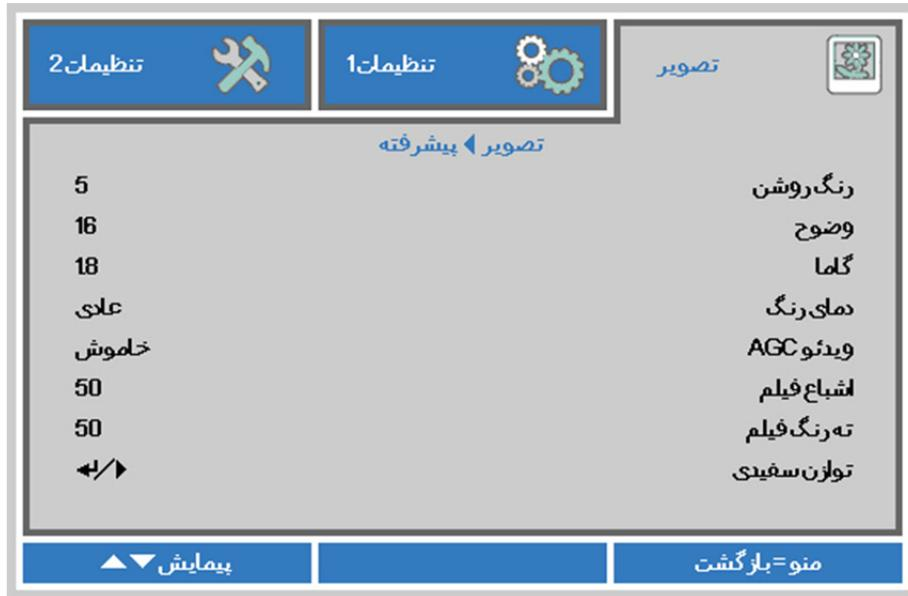 تصویر
تنظیمات1
تنظیمات2
تصویر ⏵ پیشرفته
رنگ روشن 5
وضوح 16
گاما 1.8
دمای رنگ عادی
ویدئو AGC خاموش
اشباع فیلم 50
ته رنگ فیلم 50
توازن سفیدی ↵/⏵
منو=بازگشت
پیمایش▼▲